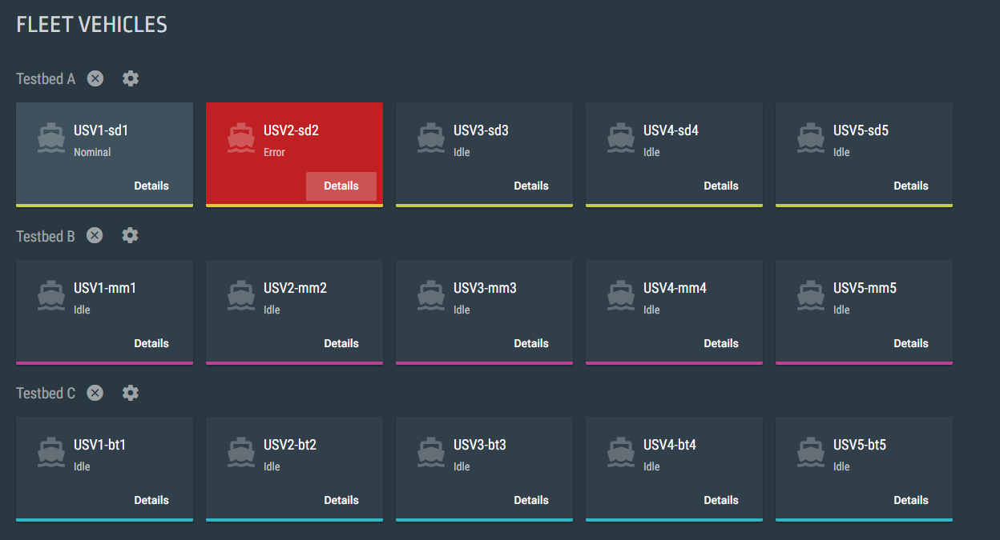 FLEET VEHICLES
Testbed A
USV1-sd1
Nominal
Details
USV2-sd2
Error
Details
USV3-sd3
Idle
Details
USV4-sd4
Idle
Details
USV5-sd5
Idle
Details
Testbed B
USV1-mm1
Idle
Details
USV2-mm2
Idle
Details
USV3-mm3
Idle
Details
USV4-mm4
Idle
Details
USV5-mm5
Idle
Details
Testbed C
USV1-bt1
Idle
Details
USV2-bt2
Idle
Details
USV3-bt3
Idle
Details
USV4-bt4
Idle
Details
USV5-bt5
Idle
Details